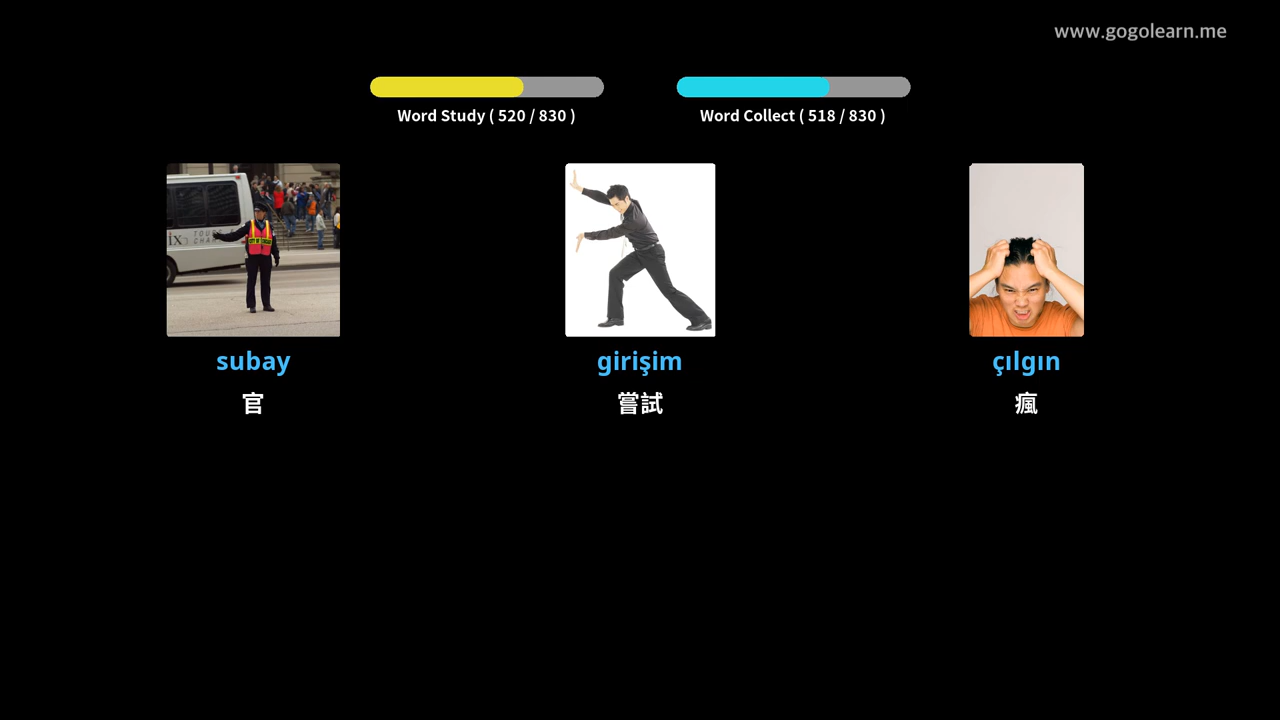 www.gogolearn.me
Word Study ( 520 / 830 )
Word Collect ( 518 / 830 )
subay
girişim
çılgın
官
嘗試
瘋